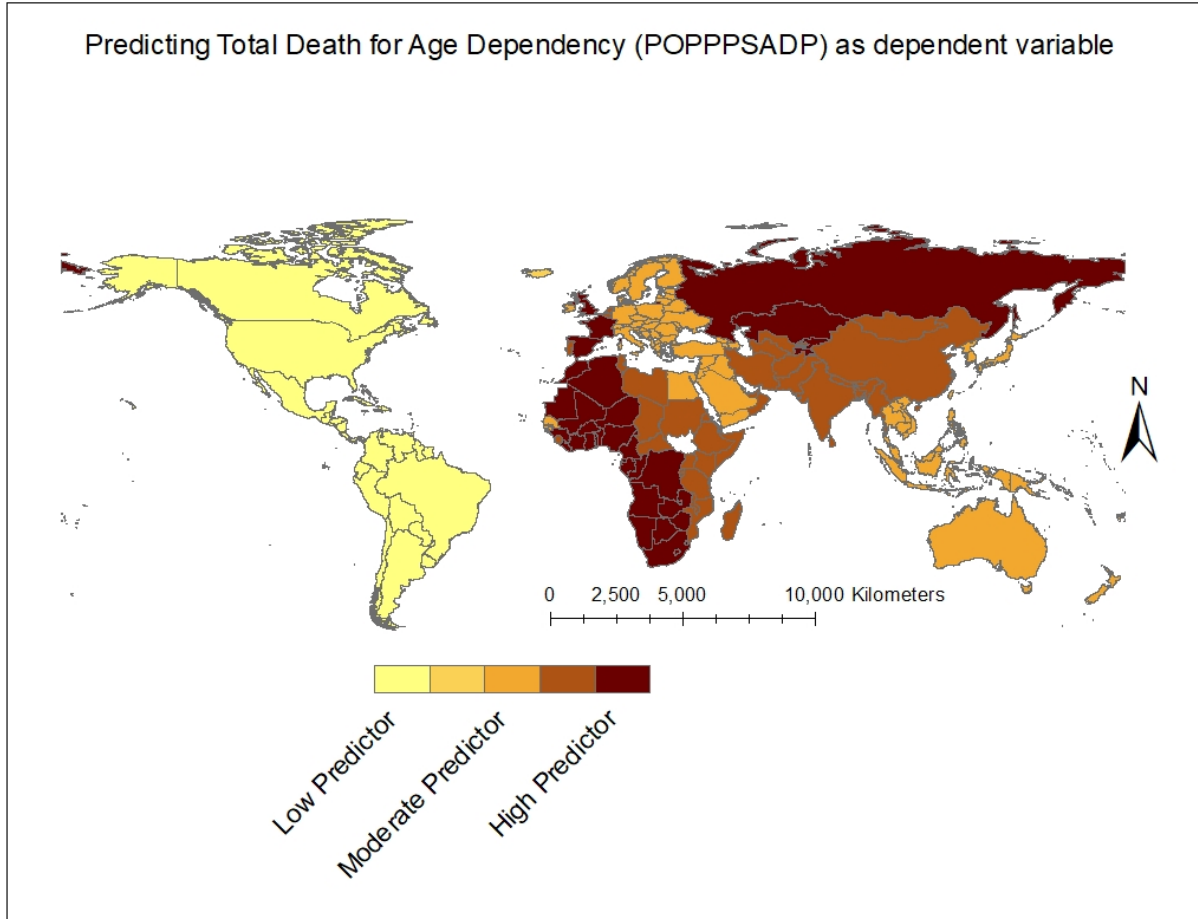 Predicting Total Death for Age Dependency (POPPPSADP) as dependent variable
N
0 2,500 5,000 10,000 Kilometers
Low Predictor
Moderate Predictor
High Predictor